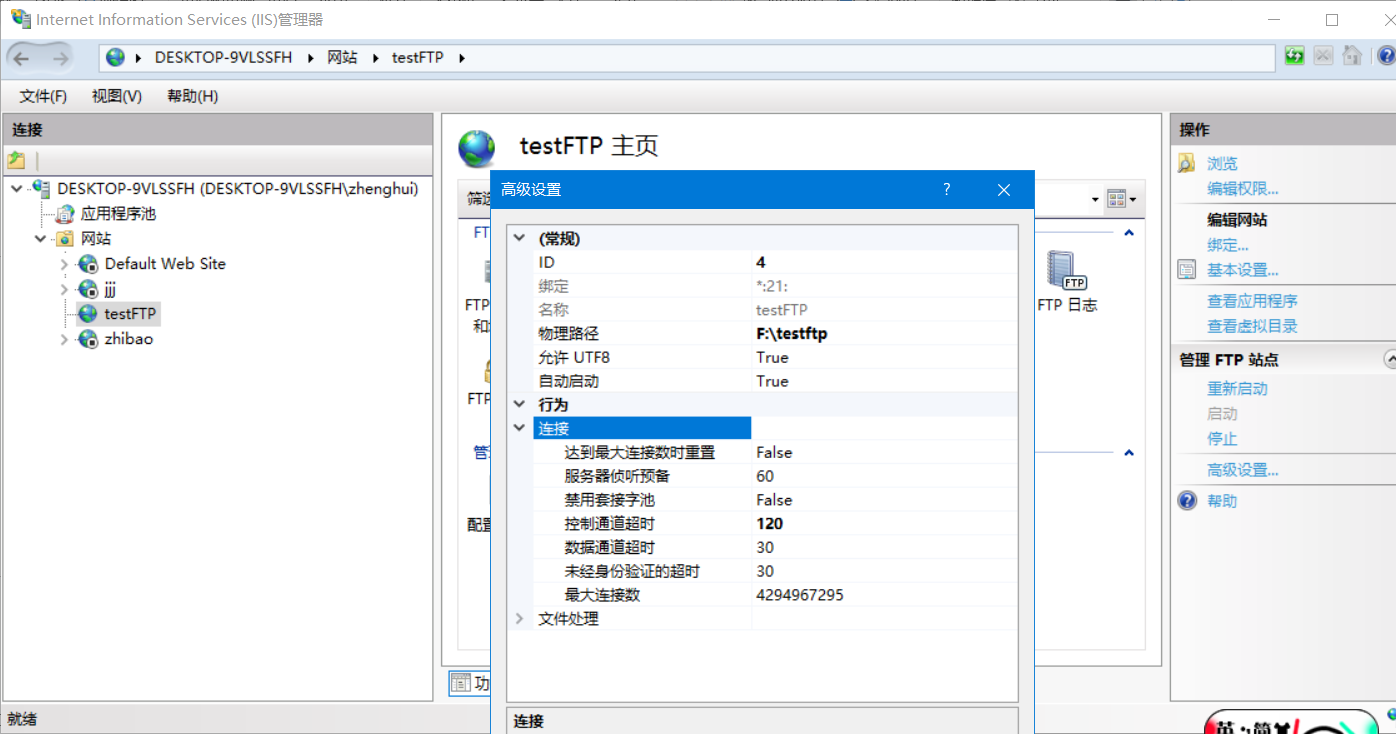 Internet Information Services (IIS)管理器
DESKTOP-9VLSSFH 网站 testFTP
文件(F) 视图(V) 帮助(H)
连接
DESKTOP-9VLSSFH (DESKTOP-9VLSSFH\zhenghui)
应用程序池
网站
Default Web Site
jjj
testFTP
zhibao
testFTP 主页
筛选
FT
FTP
FTP
管理
配置
功
FTP 日志
高级设置 ?
(常规)
ID 4
绑定 *:21:
名称 testFTP
物理路径 F:\testftp
允许 UTF8 True
自动启动 True
行为
连接
达到最大连接数时重置 False
服务器侦听预备 60
禁用套接字池 False
控制通道超时 120
数据通道超时 30
未经身份验证的超时 30
最大连接数 4294967295
文件处理
连接
操作
浏览
编辑权限...
编辑网站
绑定...
基本设置...
查看应用程序
查看虚拟目录
管理 FTP 站点
重新启动
启动
停止
高级设置...
帮助
就绪
英 简